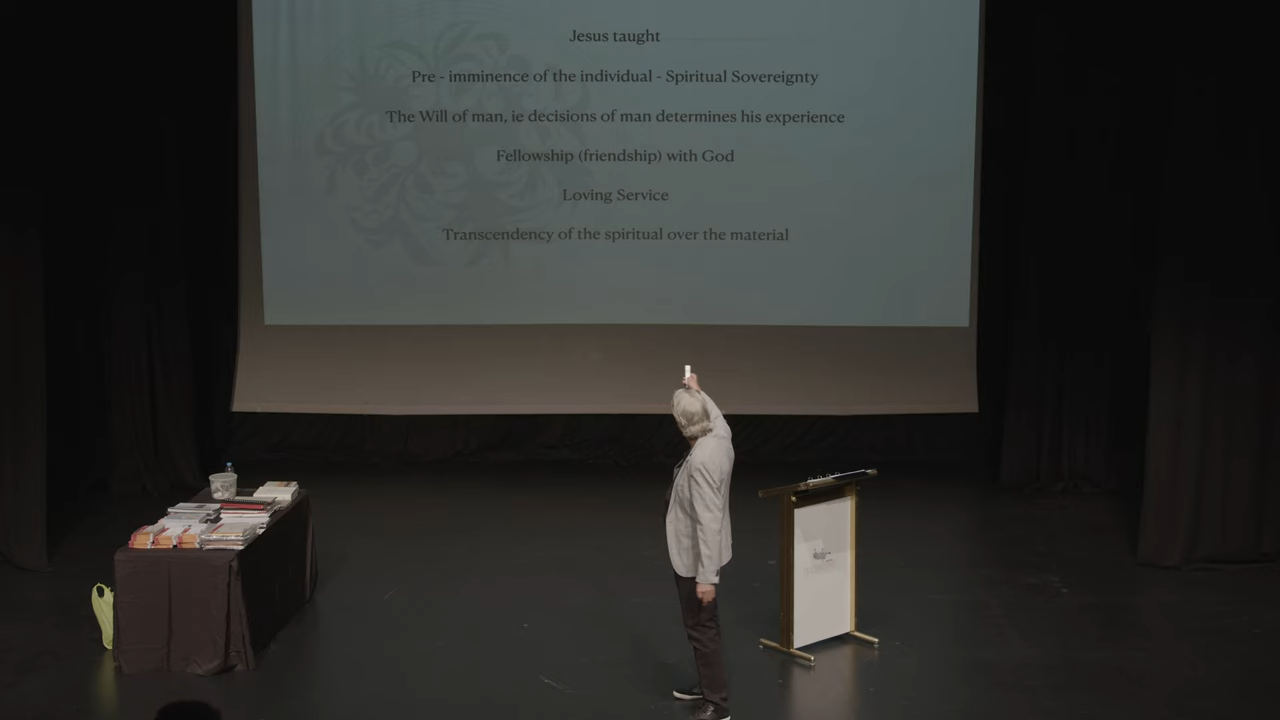 Jesus taught
Pre - imminence of the individual - Spiritual Sovereignty
The Will of man, ie decisions of man determines his experience
Fellowship (friendship) with God
Loving Service
Transcendency of the spiritual over the material